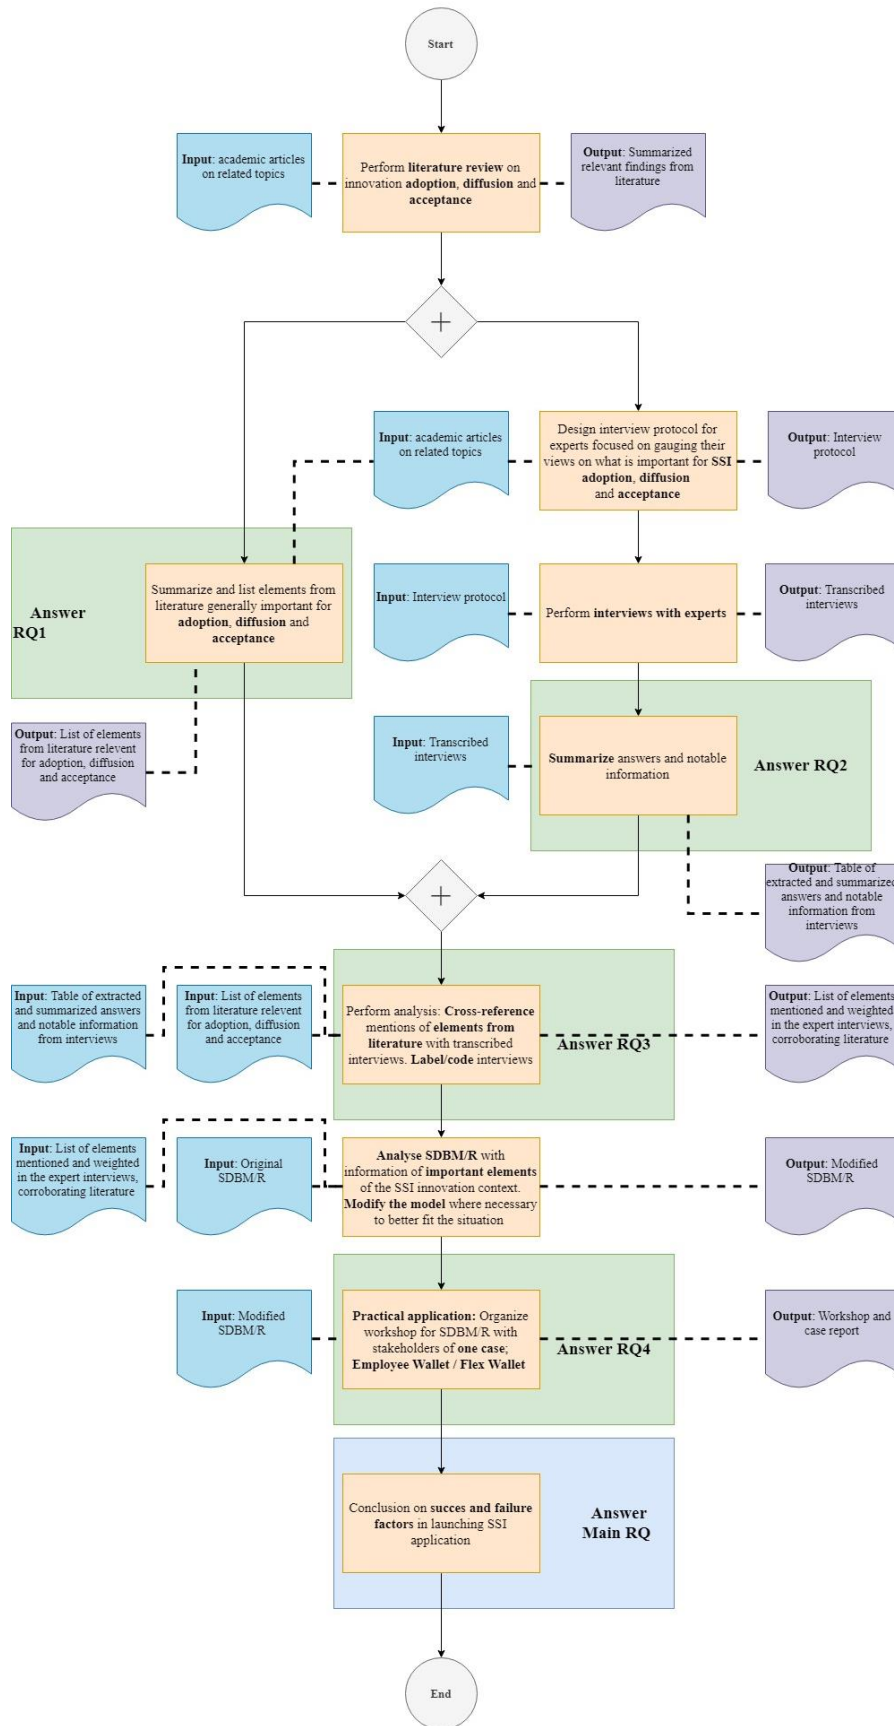 Start
Input: academic articles
on related topics
Perform literature review on
innovation adoption, diffusion and
acceptance
Output: Summarized
relevant findings from
literature
Input: academic articles
on related topics
Design interview protocol for
experts focused on gauging their
views on what is important for SSI
adoption, diffusion
and acceptance
Output: Interview
protocol
Answer
RQ1
Summarize and list elements from
literature generally important for
adoption, diffusion and
acceptance
Input: Interview protocol
Perform interviews with experts
Output: Transcribed
interviews
Output: List of elements
from literature relevent
for adoption, diffusion
and acceptance
Input: Transcribed
interviews
Summarize answers and notable
information
Answer RQ2
Output: Table of
extracted and summarized
answers and notable
information from
interviews
Input: Table of extracted
and summarized answers
and notable information
from interviews
Input: List of elements
from literature relevent
for adoption, diffusion
and acceptance
Perform analysis: Cross-reference
mentions of elements from
literature with transcribed
interviews. Label/code interviews
Answer RQ3
Output: List of elements
mentioned and weighted
in the expert interviews,
corroborating literature
Input: List of elements
mentioned and weighted
in the expert interviews,
corroborating literature
Input: Original
SDBM/R
Analyse SDBM/R with
information of important elements
of the SSI innovation context.
Modify the model where necessary
to better fit the situation
Output: Modified
SDBM/R
Input: Modified
SDBM/R
Practical application: Organize
workshop for SDBM/R with
stakeholders of one case;
Employee Wallet / Flex Wallet
Answer RQ4
Output: Workshop and
case report
Conclusion on succes and failure
factors in launching SSI
application
Answer
Main RQ
End